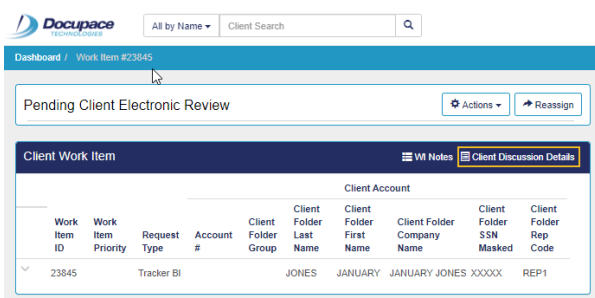 Docupace
TECHNOLOGIES
All by Name
Client Search
Dashboard / Work Item #23845
Pending Client Electronic Review
Actions
Reassign
Client Work Item
WI Notes
Client Discussion Details
Client Account
Work Item ID
Work Item Priority
Request Type
Account #
Client Folder Group
Client Folder Last Name
Client Folder First Name
Client Folder Company Name
Client Folder SSN Masked
Client Folder Rep Code
23845 Tracker BI JONES JANUARY JANUARY JONES XXXXX REP1